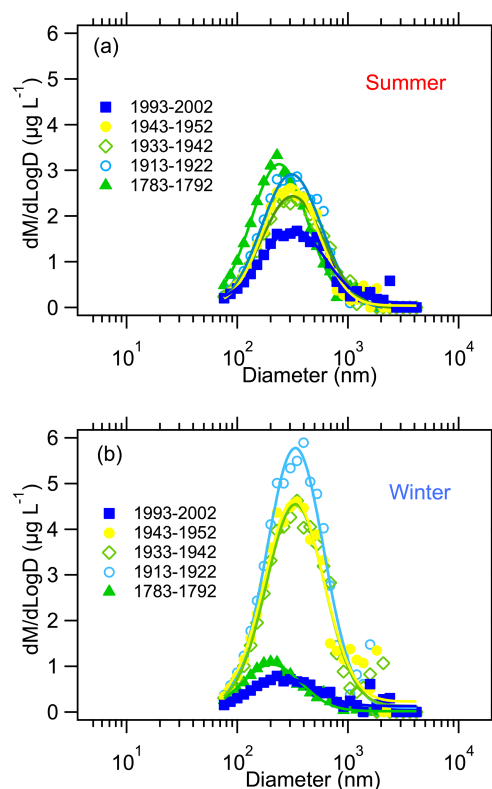 (a)
Summer
6
5
4
3
2
1
0
dM/dLogD (µg L⁻¹)
1993-2002
1943-1952
1933-1942
1913-1922
1783-1792
10¹ 10² 10³ 10⁴
Diameter (nm)
(b)
Winter
6
5
4
3
2
1
0
dM/dLogD (µg L⁻¹)
1993-2002
1943-1952
1933-1942
1913-1922
1783-1792
10¹ 10² 10³ 10⁴
Diameter (nm)